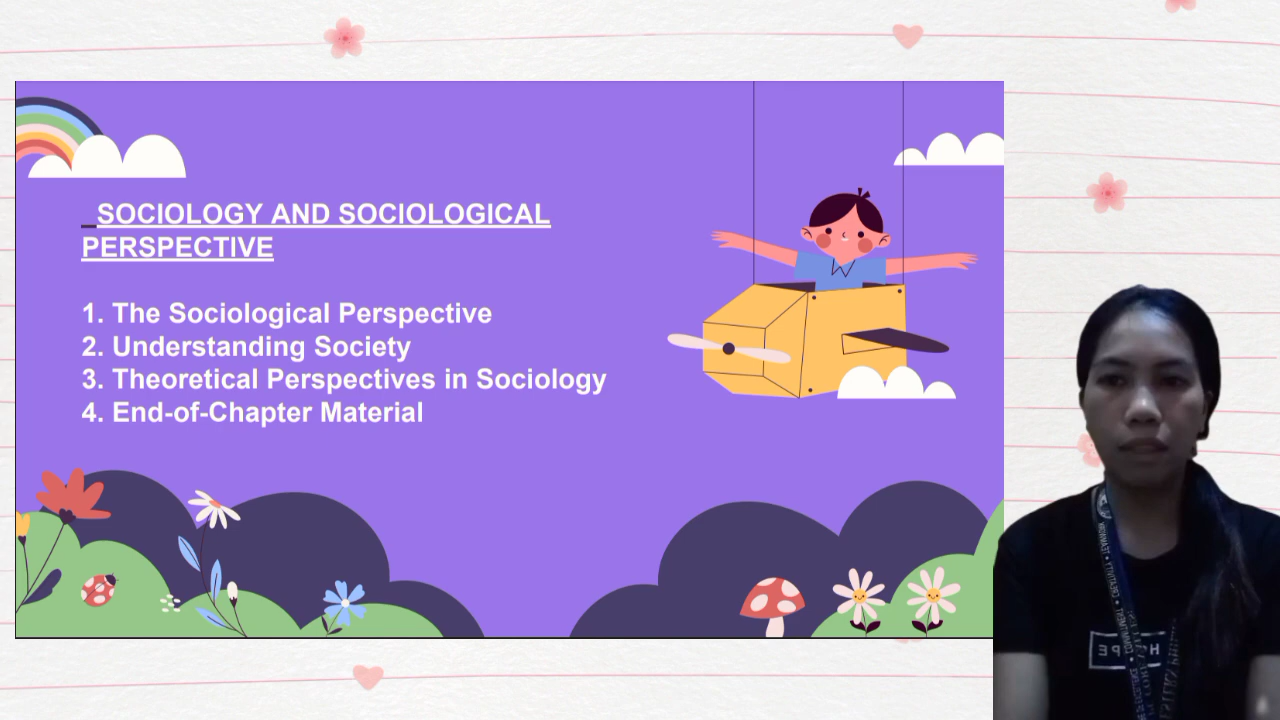 SOCIOLOGY AND SOCIOLOGICAL
PERSPECTIVE
1. The Sociological Perspective
2. Understanding Society
3. Theoretical Perspectives in Sociology
4. End-of-Chapter Material